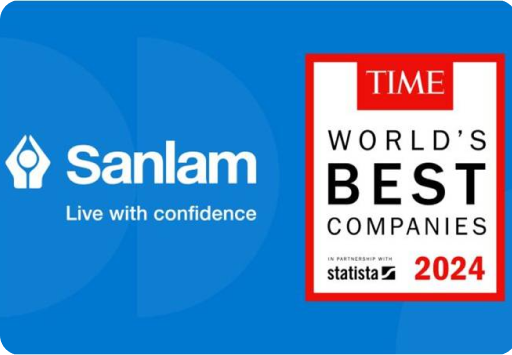 Sanlam
Live with confidence
TIME
WORLD'S
BEST
COMPANIES
IN PARTNERSHIP WITH
statista
2024